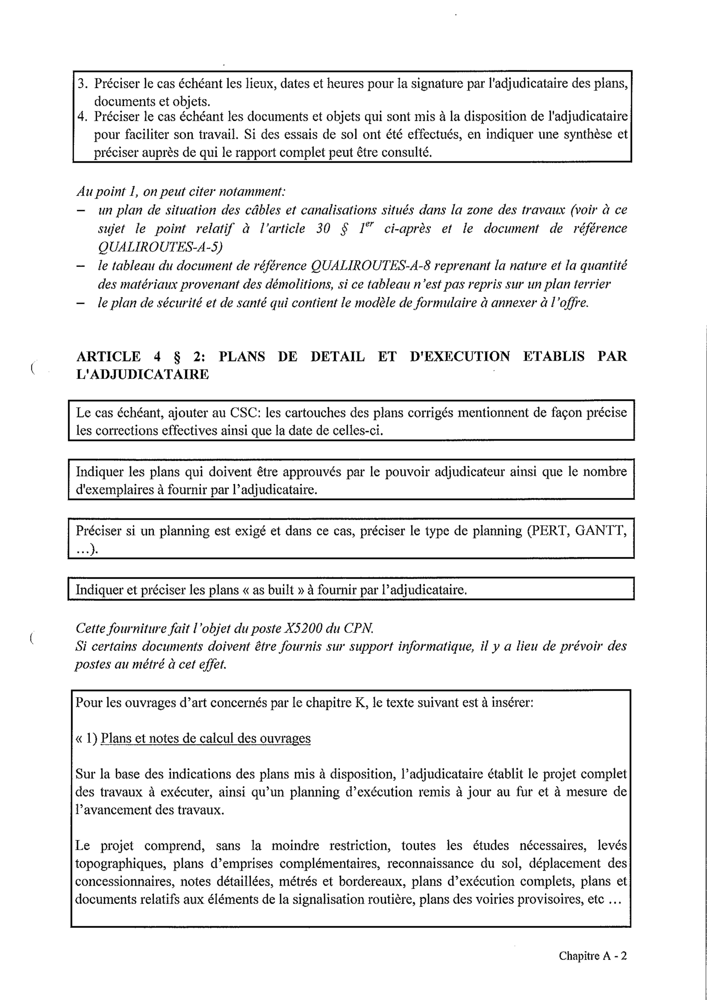 3. Préciser le cas échéant les lieux, dates et heures pour la signature par l'adjudicataire des plans,
documents et objets.
4. Préciser le cas échéant les documents et objets qui sont mis à la disposition de l'adjudicataire
pour faciliter son travail. Si des essais de sol ont été effectués, en indiquer une synthèse et
préciser auprès de qui le rapport complet peut être consulté.
Au point 1, on peut citer notamment:
– un plan de situation des câbles et canalisations situés dans la zone des travaux (voir à ce
sujet le point relatif à l’article 30 § 1er ci-après et le document de référence
QUALIROUTES-A-5)
– le tableau du document de référence QUALIROUTES-A-8 reprenant la nature et la quantité
des matériaux provenant des démolitions, si ce tableau n’est pas repris sur un plan terrier
– le plan de sécurité et de santé qui contient le modèle de formulaire à annexer à l’offre.
ARTICLE 4 § 2: PLANS DE DETAIL ET D'EXECUTION ETABLIS PAR
L'ADJUDICATAIRE
Le cas échéant, ajouter au CSC: les cartouches des plans corrigés mentionnent de façon précise
les corrections effectives ainsi que la date de celles-ci.
Indiquer les plans qui doivent être approuvés par le pouvoir adjudicateur ainsi que le nombre
d'exemplaires à fournir par l’adjudicataire.
Préciser si un planning est exigé et dans ce cas, préciser le type de planning (PERT, GANTT,
…).
Indiquer et préciser les plans « as built » à fournir par l’adjudicataire.
Cette fourniture fait l’objet du poste X5200 du CPN.
Si certains documents doivent être fournis sur support informatique, il y a lieu de prévoir des
postes au métré à cet effet.
Pour les ouvrages d’art concernés par le chapitre K, le texte suivant est à insérer:
« 1) Plans et notes de calcul des ouvrages
Sur la base des indications des plans mis à disposition, l’adjudicataire établit le projet complet
des travaux à exécuter, ainsi qu’un planning d’exécution remis à jour au fur et à mesure de
l’avancement des travaux.
Le projet comprend, sans la moindre restriction, toutes les études nécessaires, levés
topographiques, plans d’emprises complémentaires, reconnaissance du sol, déplacement des
concessionnaires, notes détaillées, métrés et bordereaux, plans d’exécution complets, plans et
documents relatifs aux éléments de la signalisation routière, plans des voiries provisoires, etc …
Chapitre A - 2